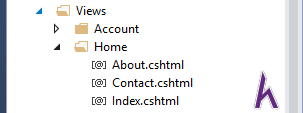 Views
Account
Home
[@] About.cshtml
[@] Contact.cshtml
[@] Index.cshtml